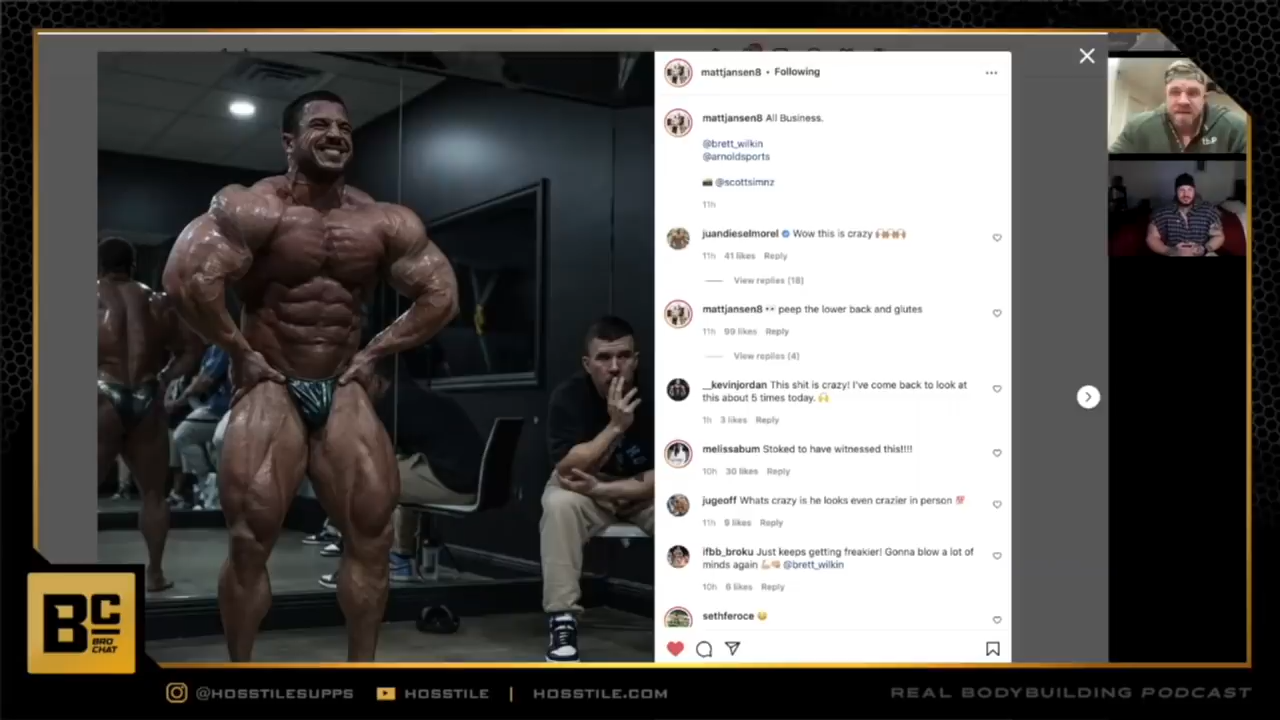 mattjansen8 • Following
mattjansen8 All Business.
@brett_wilkin
@arnoldsports
📸 @scottsimnz
11h
juandieselmorel Wow this is crazy 🙌🏽🙌🏽
11h 41 likes Reply
View replies (18)
mattjansen8 👀 peep the lower back and glutes
11h 99 likes Reply
View replies (4)
__kevinjordan This shit is crazy! I've come back to look at
this about 5 times today. 🙌
1h 3 likes Reply
melissabum Stoked to have witnessed this!!!!
10h 30 likes Reply
jugeoff Whats crazy is he looks even crazier in person 💯
11h 9 likes Reply
ifbb_broku Just keeps getting freakier! Gonna blow a lot of
minds again 💪🏼👊🏼 @brett_wilkin
10h 6 likes Reply
sethferoce 😂
BC
BRO
CHAT
@HOSSTILESUPPS HOSSTILE | HOSSTILE.COM
REAL BODYBUILDING PODCAST